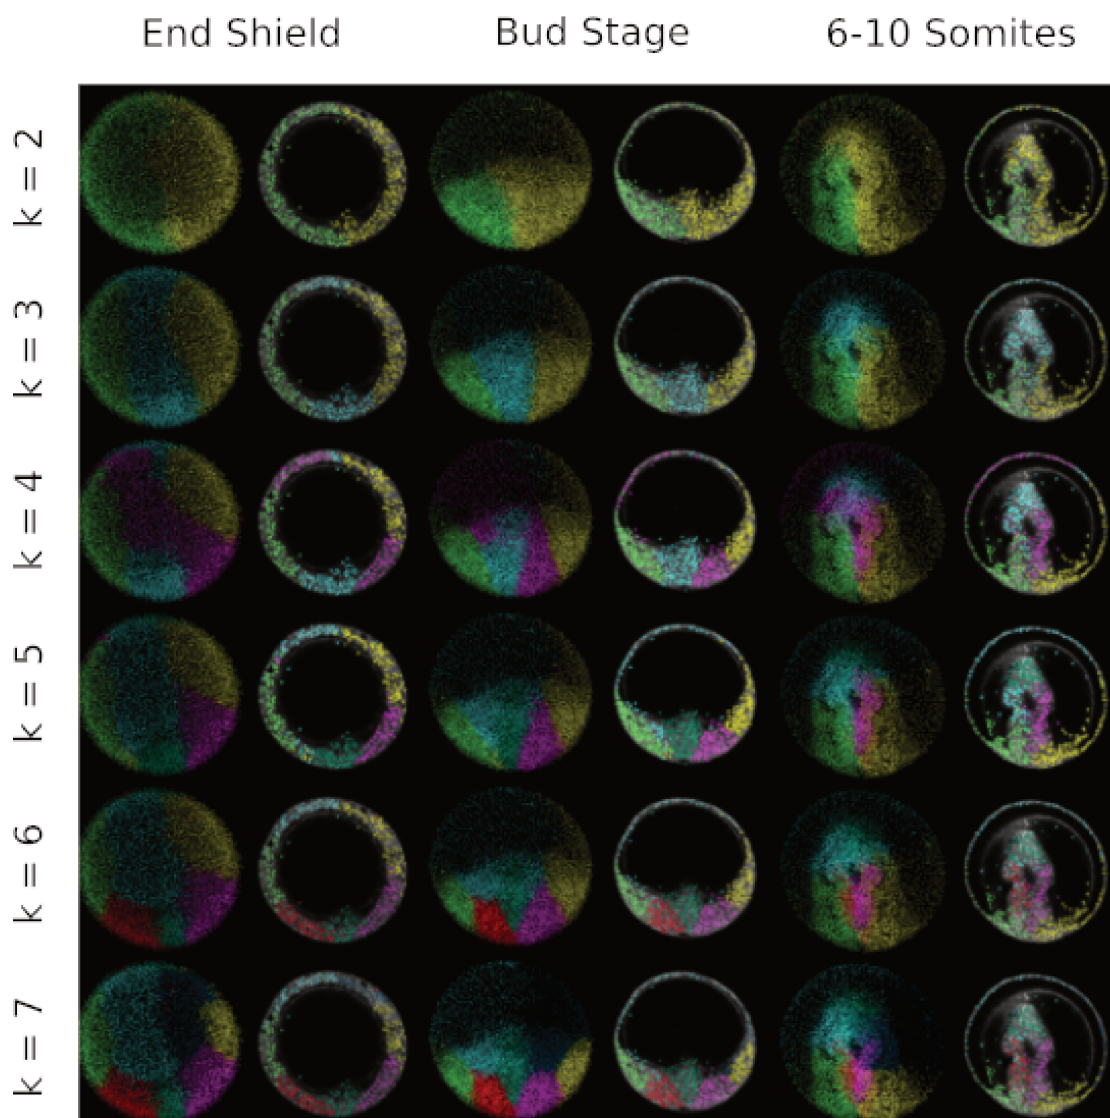 End Shield Bud Stage 6-10 Somites
k = 2
k = 3
k = 4
k = 5
k = 6
k = 7